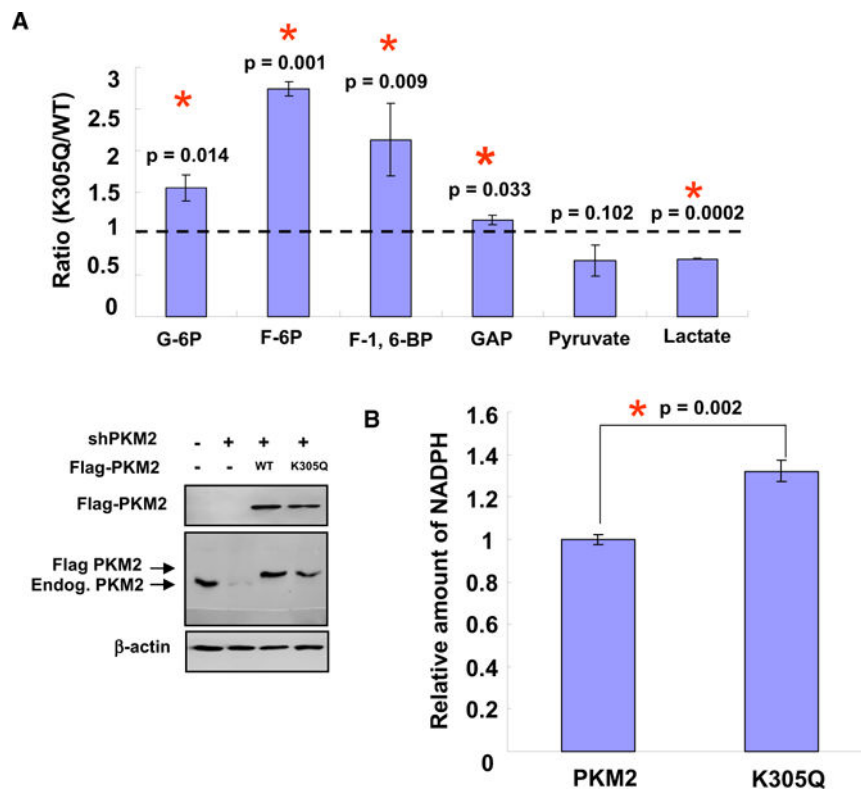 A
Ratio (K305Q/WT)
3
2.5
2
1.5
1
0.5
0
* p = 0.014
* p = 0.001
* p = 0.009
* p = 0.033
p = 0.102
* p = 0.0002
G-6P F-6P F-1, 6-BP GAP Pyruvate Lactate
shPKM2 - + + +
Flag-PKM2 - - WT K305Q
Flag-PKM2
Flag PKM2
Endog. PKM2
β-actin
B
Relative amount of NADPH
1.6
1.4
1.2
1
0.8
0.6
0.4
0.2
0
* p = 0.002
PKM2 K305Q